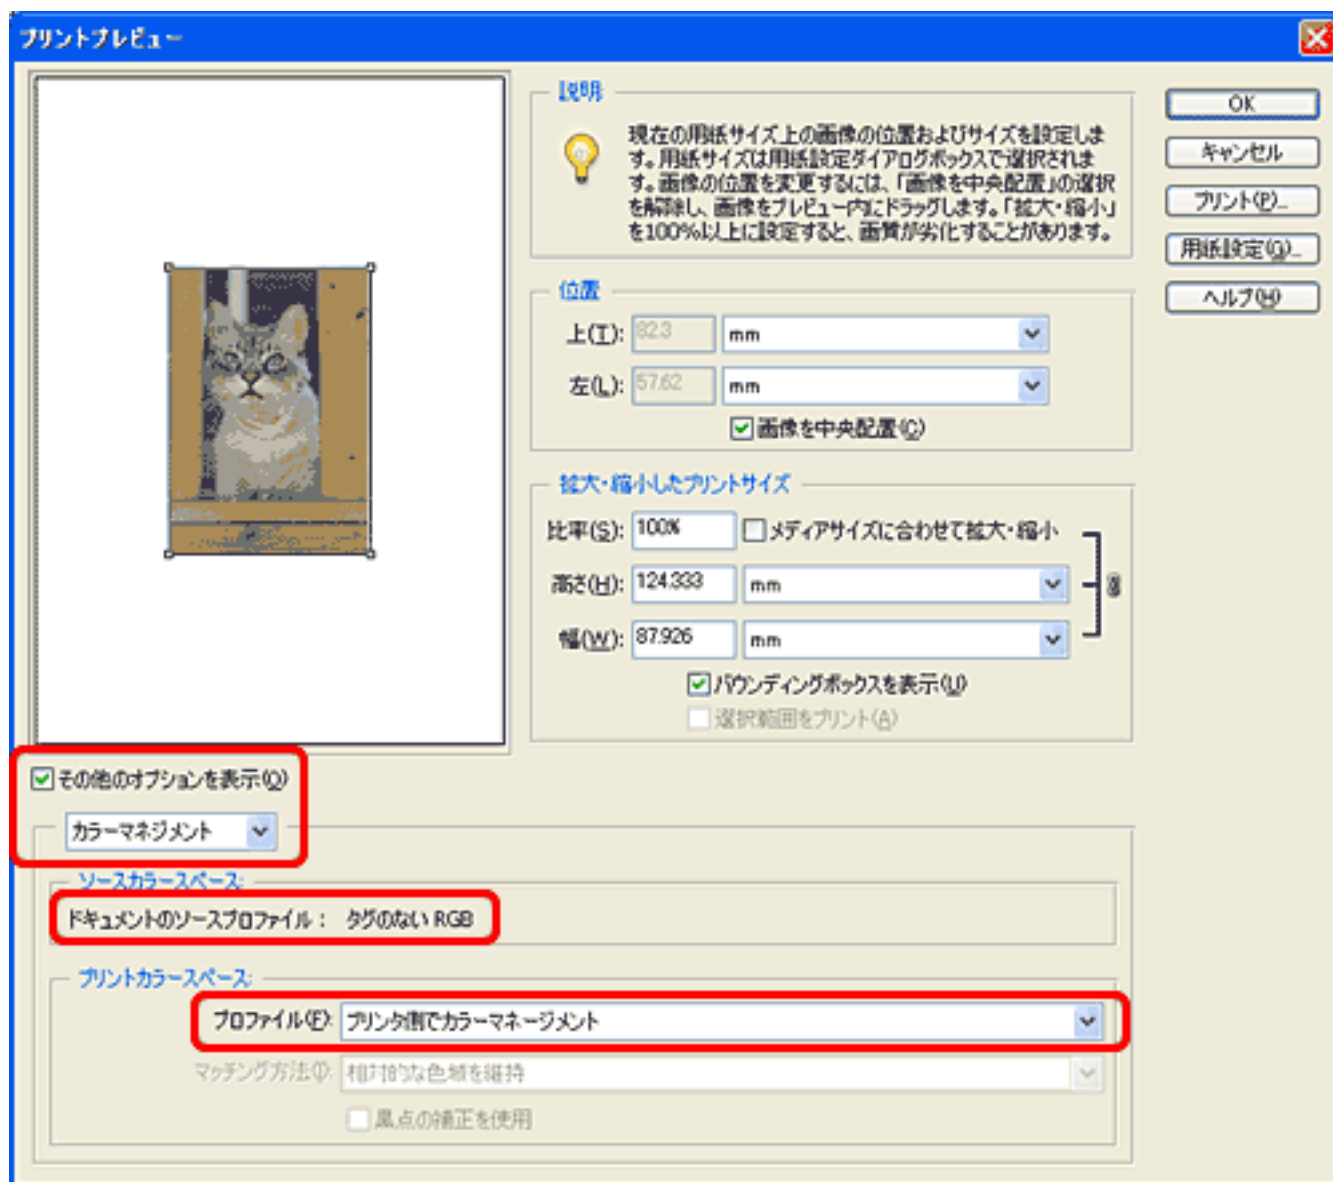 プリントプレビュー
説明
現在の用紙サイズ上の画像の位置およびサイズを設定しま
す。用紙サイズは用紙設定ダイアログボックスで選択されま
す。画像の位置を変更するには、「画像を中央配置」の選択
を解除し、画像をプレビュー内にドラッグします。「拡大・縮小」
を100%以上に設定すると、画質が劣化することがあります。
OK
キャンセル
プリント(P)...
用紙設定(G)...
ヘルプ(H)
位置
上(T): 82.3 mm
左(L): 57.62 mm
画像を中央配置(C)
拡大・縮小したプリントサイズ
比率(S): 100% メディアサイズに合わせて拡大・縮小
高さ(H): 124.333 mm
幅(W): 87.926 mm
バウンディングボックスを表示(U)
選択範囲をプリント(A)
その他のオプションを表示(O)
カラーマネジメント
ソースカラースペース:
ドキュメントのソースプロファイル： タグのない RGB
プリントカラースペース:
プロファイル(F): プリンタ側でカラーマネージメント
マッチング方法(I): 相対的な色域を維持
黒点の補正を使用